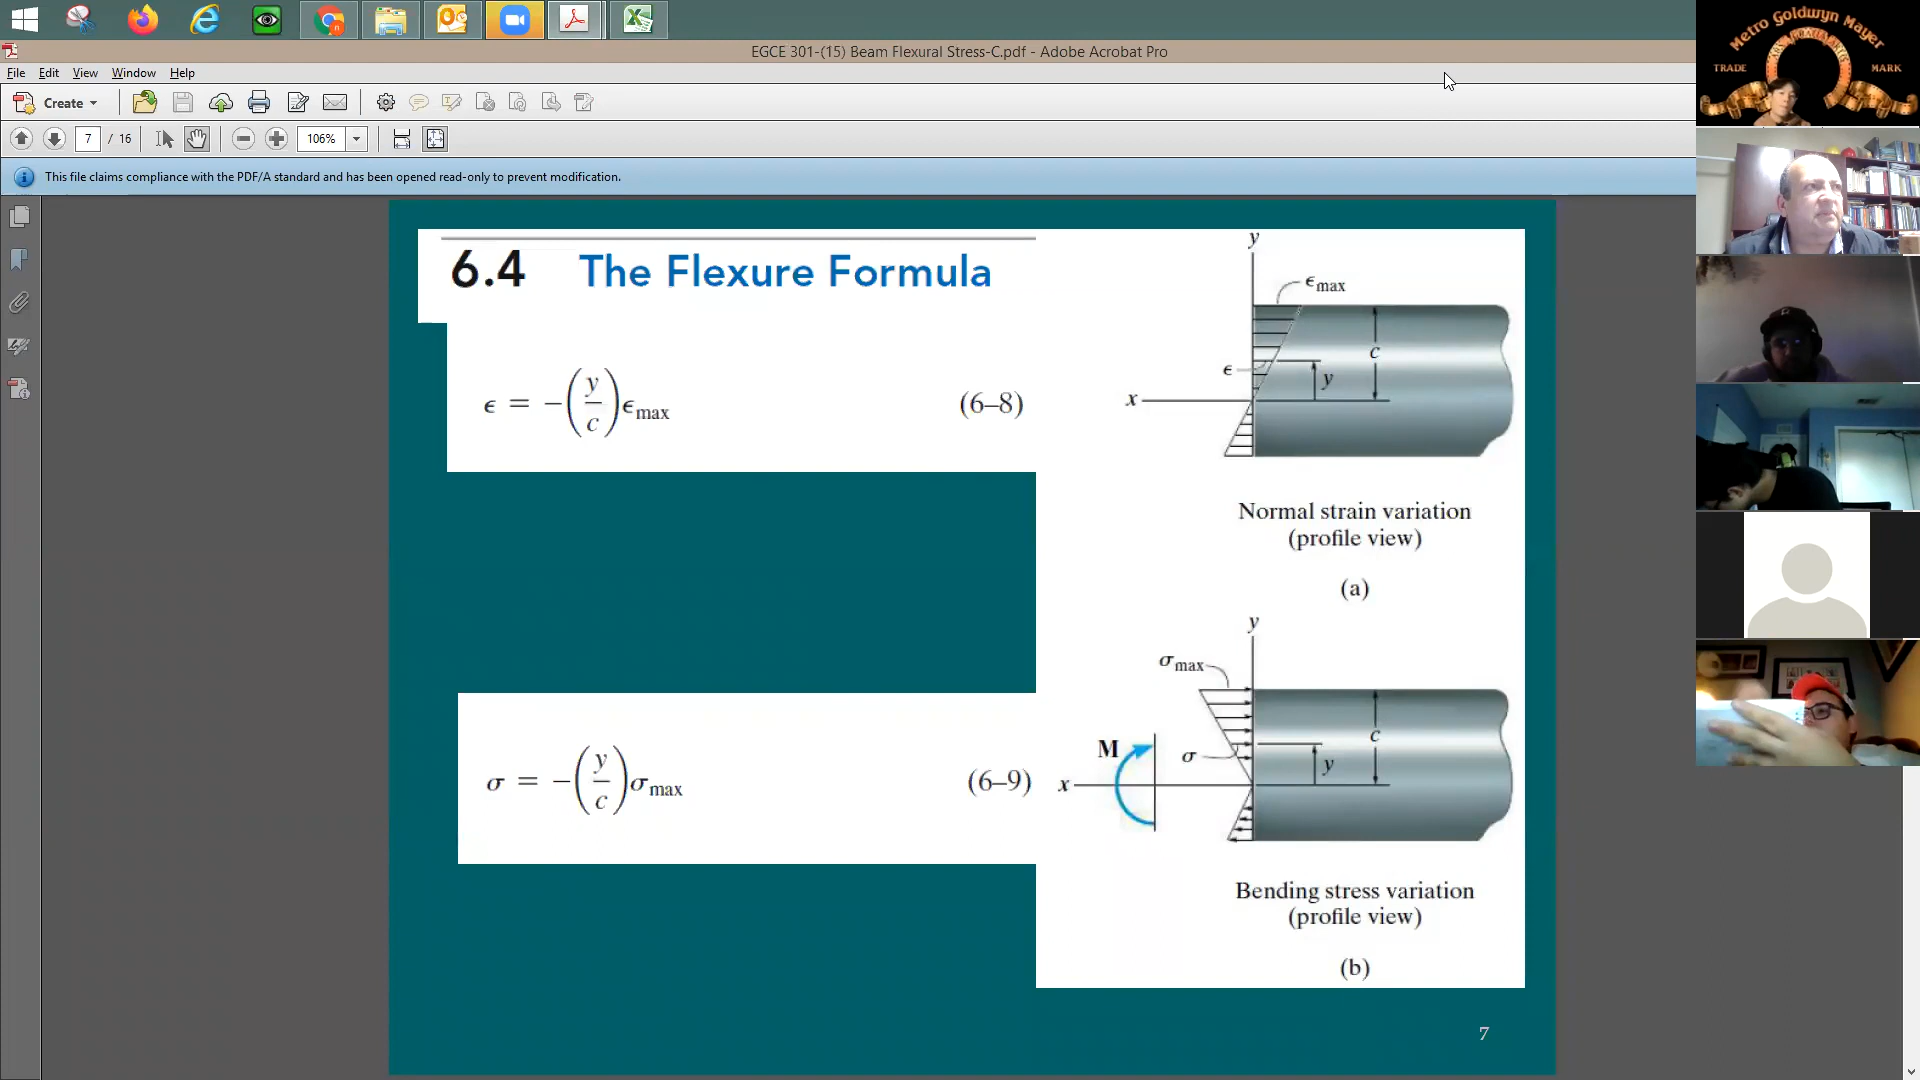 EGCE 301-(15) Beam Flexural Stress-C.pdf - Adobe Acrobat Pro
File Edit View Window Help
Create
7 / 16 106%
This file claims compliance with the PDF/A standard and has been opened read-only to prevent modification.
6.4 The Flexure Formula
ϵ = −(y/c)ϵmax (6–8)
y
ϵmax
c
ϵ
y
x
Normal strain variation
(profile view)
(a)
σ = −(y/c)σmax (6–9)
y
σmax
c
M
σ
y
x
Bending stress variation
(profile view)
(b)
7
Metro Goldwyn Mayer
TRADE MARK